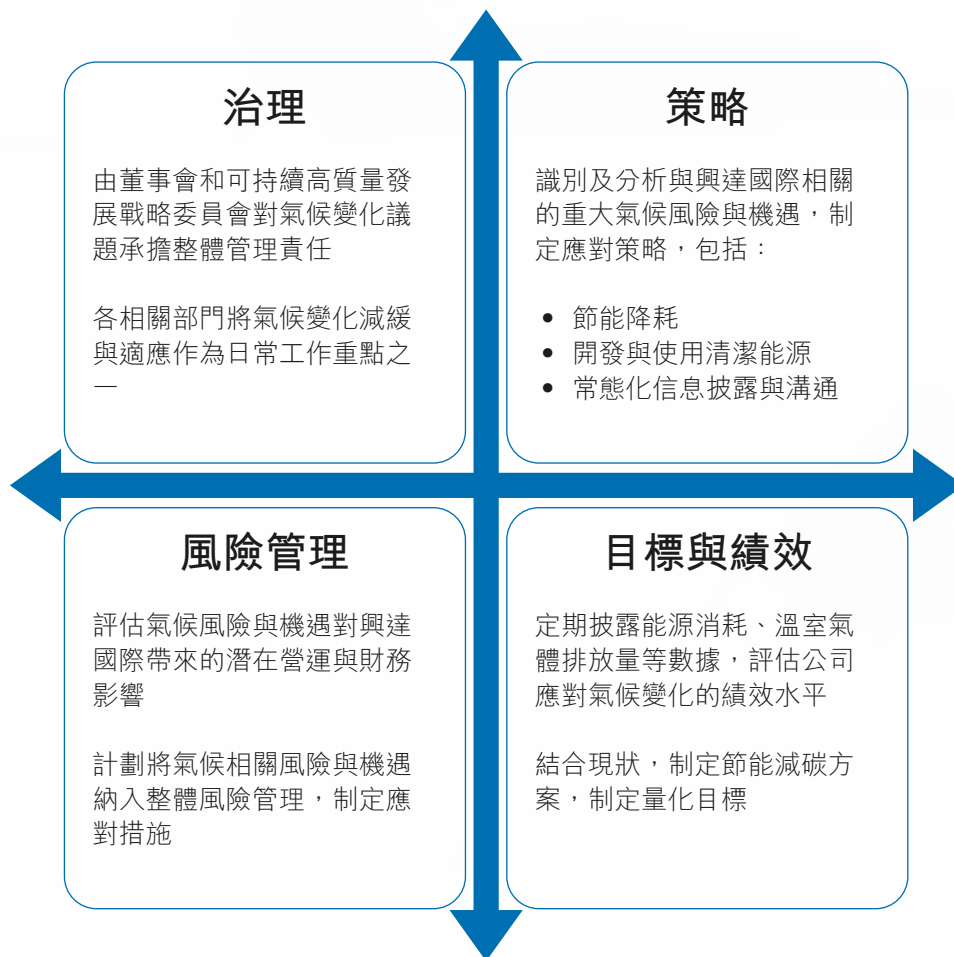 治理
由董事會和可持續高質量發
展戰略委員會對氣候變化議
題承擔整體管理責任
各相關部門將氣候變化減緩
與適應作為日常工作重點之
一
策略
識別及分析與興達國際相關
的重大氣候風險與機遇，制
定應對策略，包括：
• 節能降耗
• 開發與使用清潔能源
• 常態化信息披露與溝通
風險管理
評估氣候風險與機遇對興達
國際帶來的潛在營運與財務
影響
計劃將氣候相關風險與機遇
納入整體風險管理，制定應
對措施
目標與績效
定期披露能源消耗、溫室氣
體排放量等數據，評估公司
應對氣候變化的績效水平
結合現狀，制定節能減碳方
案，制定量化目標